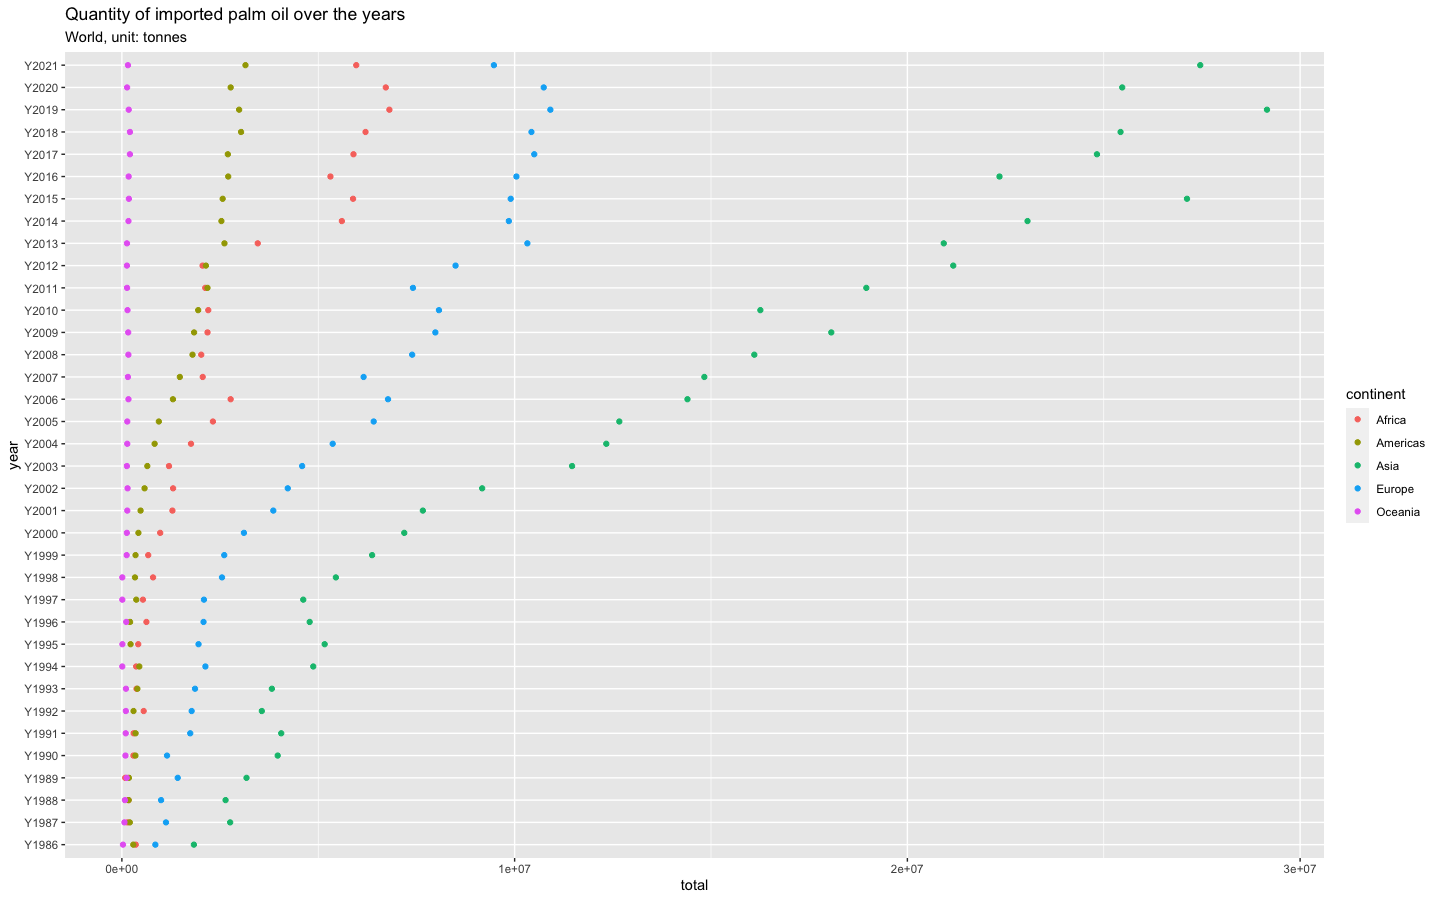 Quantity of imported palm oil over the years
World, unit: tonnes
year
Y2021
Y2020
Y2019
Y2018
Y2017
Y2016
Y2015
Y2014
Y2013
Y2012
Y2011
Y2010
Y2009
Y2008
Y2007
Y2006
Y2005
Y2004
Y2003
Y2002
Y2001
Y2000
Y1999
Y1998
Y1997
Y1996
Y1995
Y1994
Y1993
Y1992
Y1991
Y1990
Y1989
Y1988
Y1987
Y1986
0e+00 1e+07 2e+07 3e+07
total
continent
Africa
Americas
Asia
Europe
Oceania